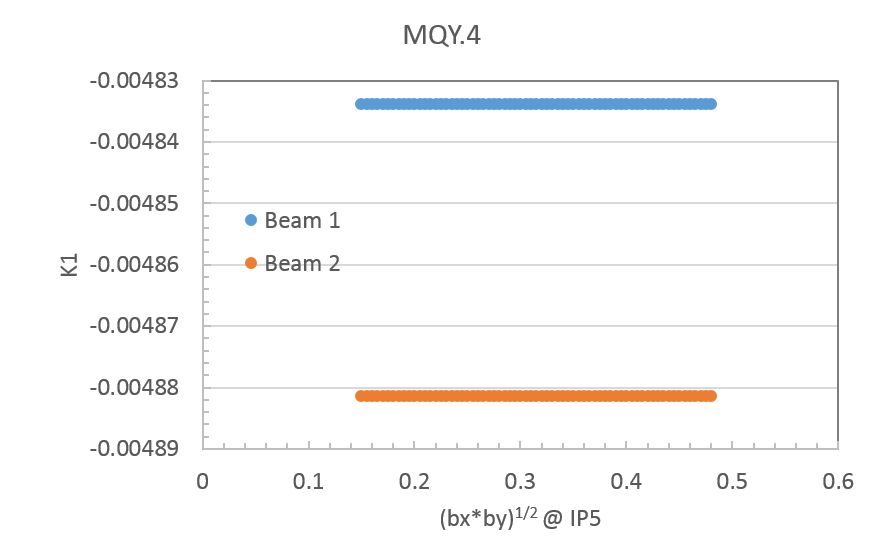 MQY.4
-0.00483
-0.00484
-0.00485
Beam 1
-0.00486
Beam 2
K1
-0.00487
-0.00488
-0.00489
0 0.1 0.2 0.3 0.4 0.5 0.6
(bx*by)1/2 @ IP5